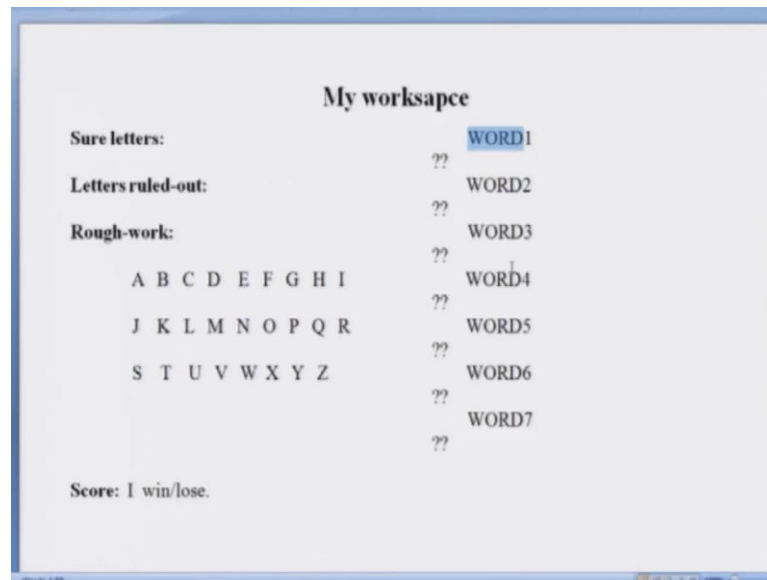 My worksapce
Sure letters: WORD1
??
Letters ruled-out: WORD2
??
Rough-work: WORD3
??
A B C D E F G H I WORD4
??
J K L M N O P Q R WORD5
??
S T U V W X Y Z WORD6
??
WORD7
??
Score: I win/lose.